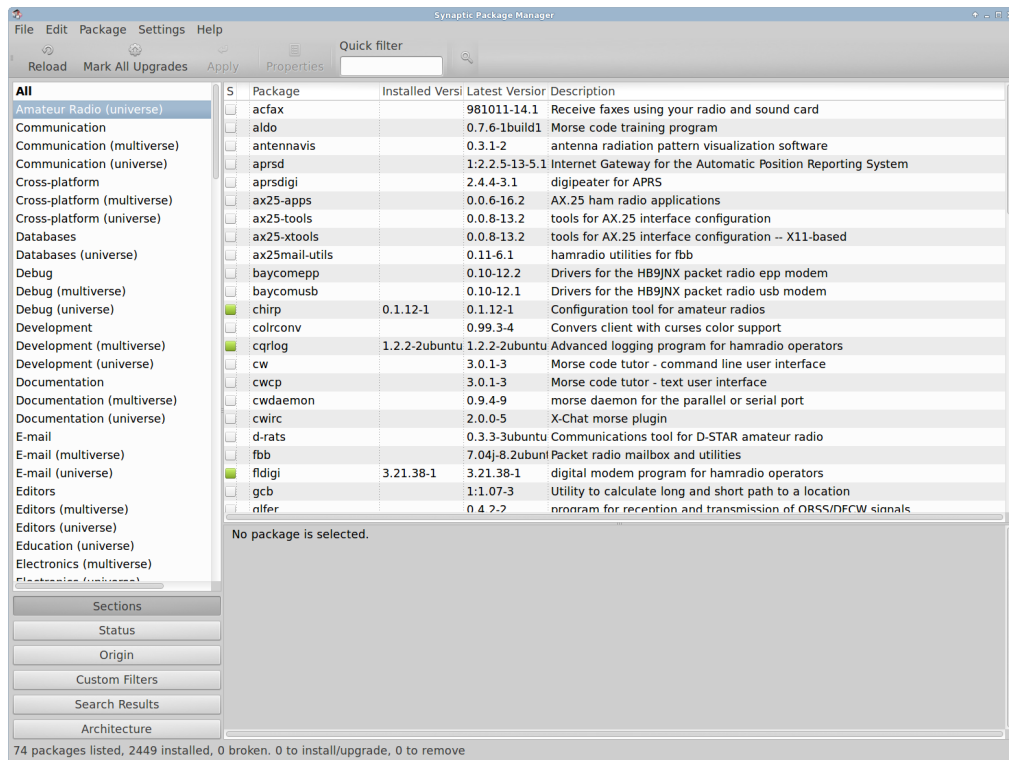 Synaptic Package Manager
File Edit Package Settings Help
Reload Mark All Upgrades Apply Properties Quick filter
All
Amateur Radio (universe)
Communication
Communication (multiverse)
Communication (universe)
Cross-platform
Cross-platform (multiverse)
Cross-platform (universe)
Databases
Databases (universe)
Debug
Debug (multiverse)
Debug (universe)
Development
Development (multiverse)
Development (universe)
Documentation
Documentation (multiverse)
Documentation (universe)
E-mail
E-mail (multiverse)
E-mail (universe)
Editors
Editors (multiverse)
Editors (universe)
Education (universe)
Electronics (multiverse)
Electronics (universe)
Sections
Status
Origin
Custom Filters
Search Results
Architecture
S Package Installed Versi Latest Versior Description
acfax 981011-14.1 Receive faxes using your radio and sound card
aldo 0.7.6-1build1 Morse code training program
antennavis 0.3.1-2 antenna radiation pattern visualization software
aprsd 1:2.2.5-13-5.1 Internet Gateway for the Automatic Position Reporting System
aprsdigi 2.4.4-3.1 digipeater for APRS
ax25-apps 0.0.6-16.2 AX.25 ham radio applications
ax25-tools 0.0.8-13.2 tools for AX.25 interface configuration
ax25-xtools 0.0.8-13.2 tools for AX.25 interface configuration -- X11-based
ax25mail-utils 0.11-6.1 hamradio utilities for fbb
baycomepp 0.10-12.2 Drivers for the HB9JNX packet radio epp modem
baycomusb 0.10-12.1 Drivers for the HB9JNX packet radio usb modem
chirp 0.1.12-1 0.1.12-1 Configuration tool for amateur radios
colrconv 0.99.3-4 Convers client with curses color support
cqrlog 1.2.2-2ubuntu 1.2.2-2ubuntu Advanced logging program for hamradio operators
cw 3.0.1-3 Morse code tutor - command line user interface
cwcp 3.0.1-3 Morse code tutor - text user interface
cwdaemon 0.9.4-9 morse daemon for the parallel or serial port
cwirc 2.0.0-5 X-Chat morse plugin
d-rats 0.3.3-3ubuntu Communications tool for D-STAR amateur radio
fbb 7.04j-8.2ubunt Packet radio mailbox and utilities
fldigi 3.21.38-1 3.21.38-1 digital modem program for hamradio operators
gcb 1:1.07-3 Utility to calculate long and short path to a location
glfer 0.4.2-2 program for reception and transmission of QRSS/DFCW signals
No package is selected.
74 packages listed, 2449 installed, 0 broken. 0 to install/upgrade, 0 to remove